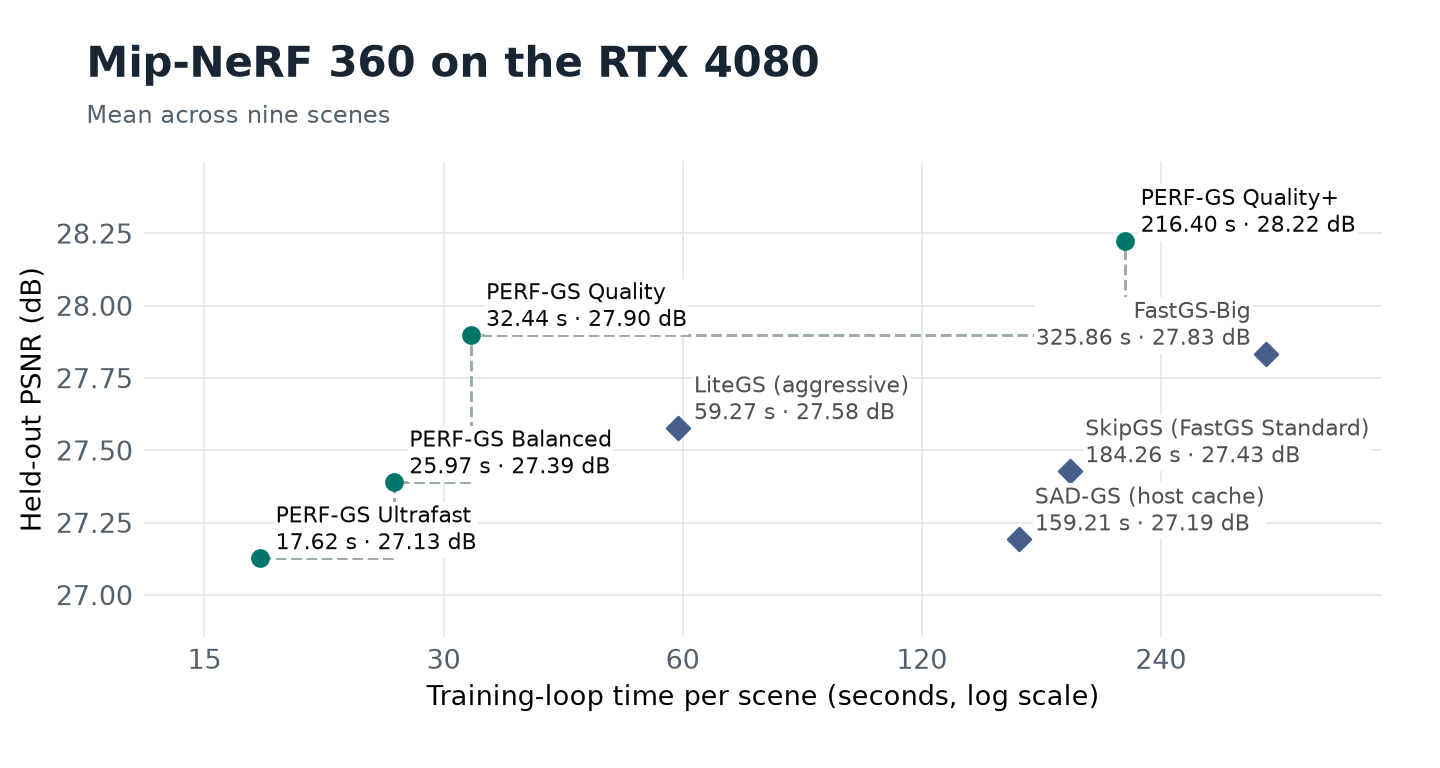 Mip-NeRF 360 on the RTX 4080
Mean across nine scenes
PERF-GS Quality+
216.40 s · 28.22 dB
28.25
PERF-GS Quality
32.44 s · 27.90 dB
28.00
FastGS-Big
325.86 s · 27.83 dB
27.75
LiteGS (aggressive)
59.27 s · 27.58 dB
PERF-GS Balanced
25.97 s · 27.39 dB
27.50
SkipGS (FastGS Standard)
184.26 s · 27.43 dB
PERF-GS Ultrafast
17.62 s · 27.13 dB
27.25
SAD-GS (host cache)
159.21 s · 27.19 dB
27.00
Held-out PSNR (dB)
15
30
60
120
240
Training-loop time per scene (seconds, log scale)